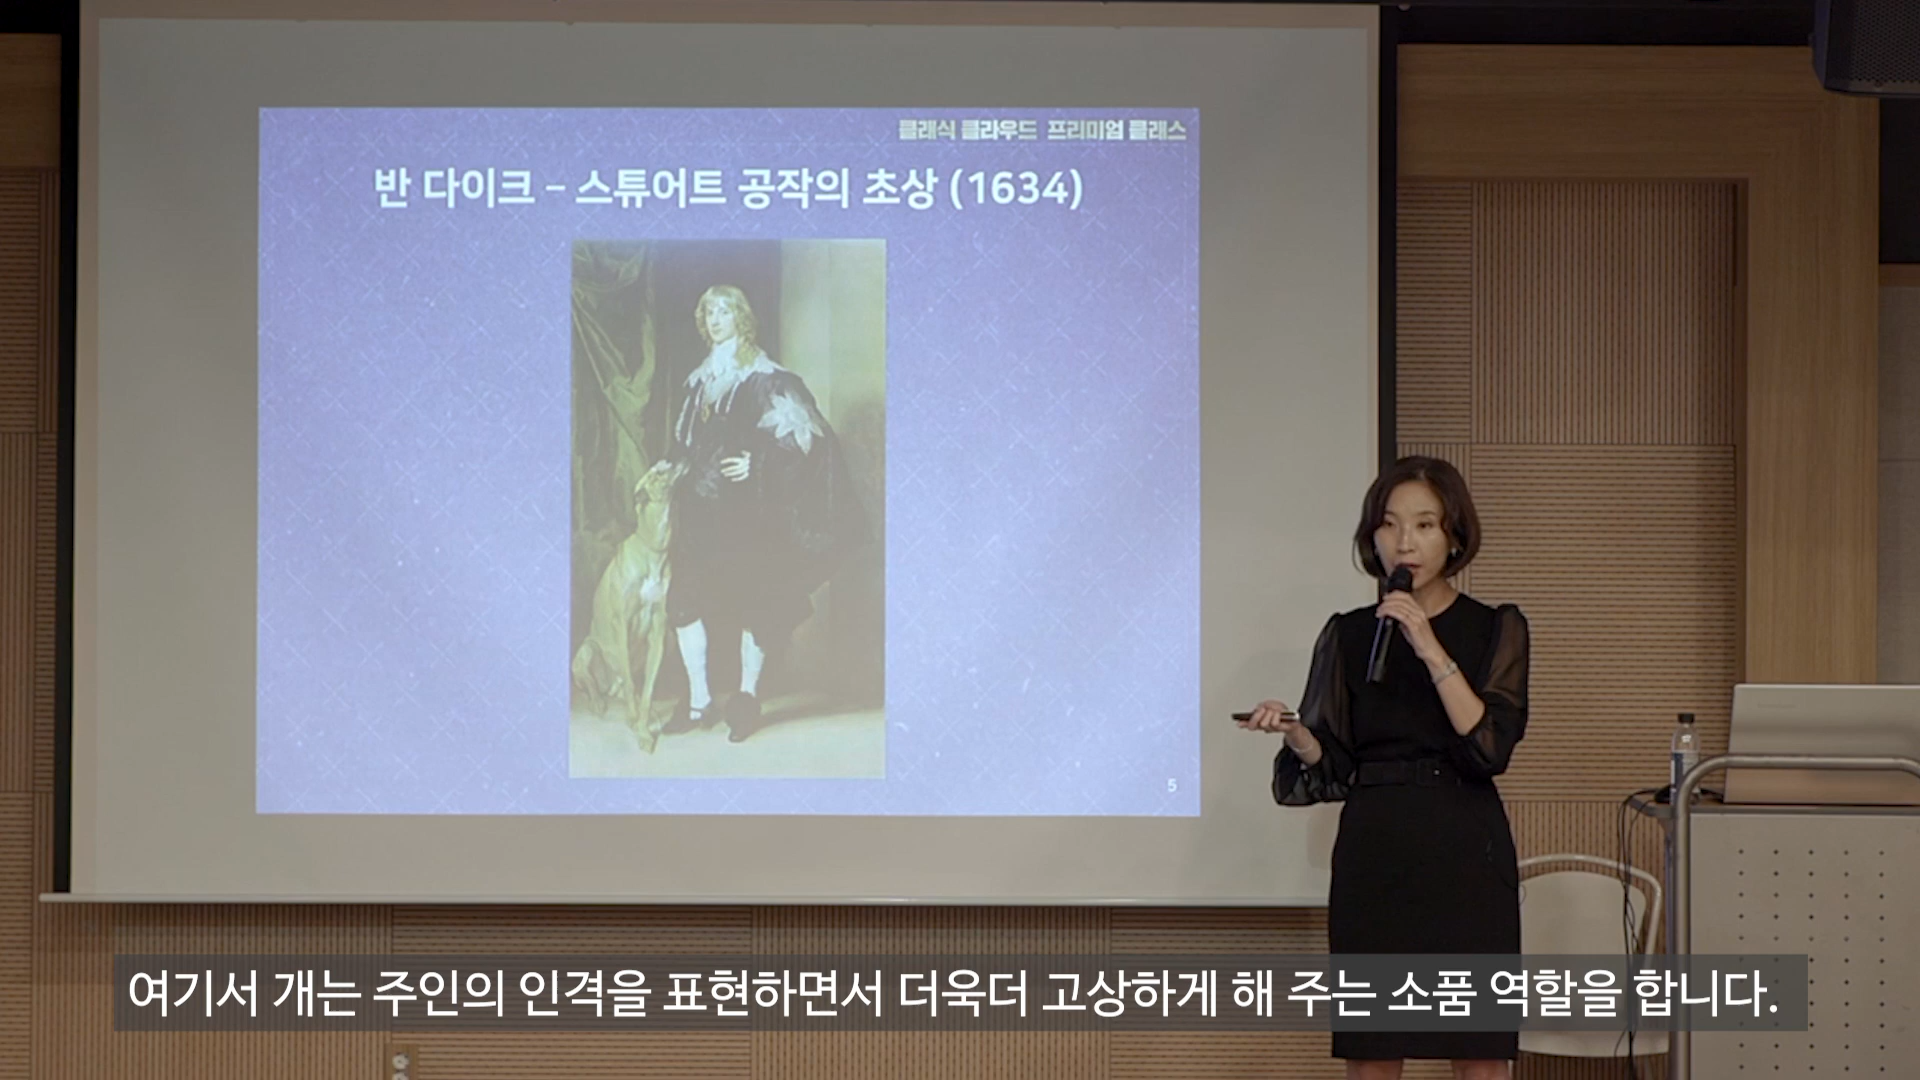 클래식 클라우드 프리미엄 클래스
반 다이크 – 스튜어트 공작의 초상 (1634)
5
여기서 개는 주인의 인격을 표현하면서 더욱더 고상하게 해 주는 소품 역할을 합니다.